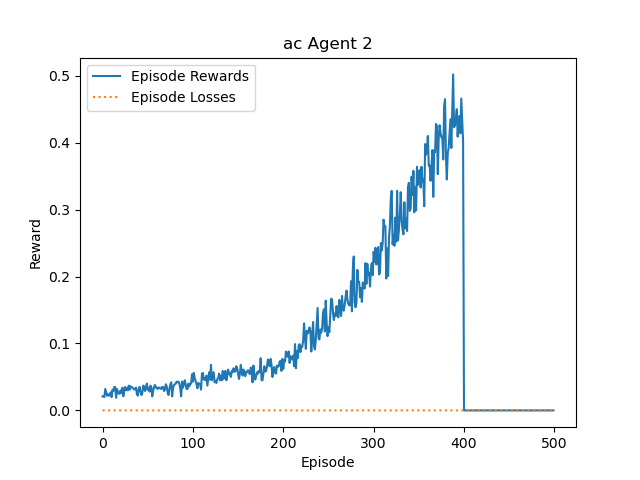 ac Agent 2
Episode Rewards
Episode Losses
Reward
0.5
0.4
0.3
0.2
0.1
0.0
0 100 200 300 400 500
Episode